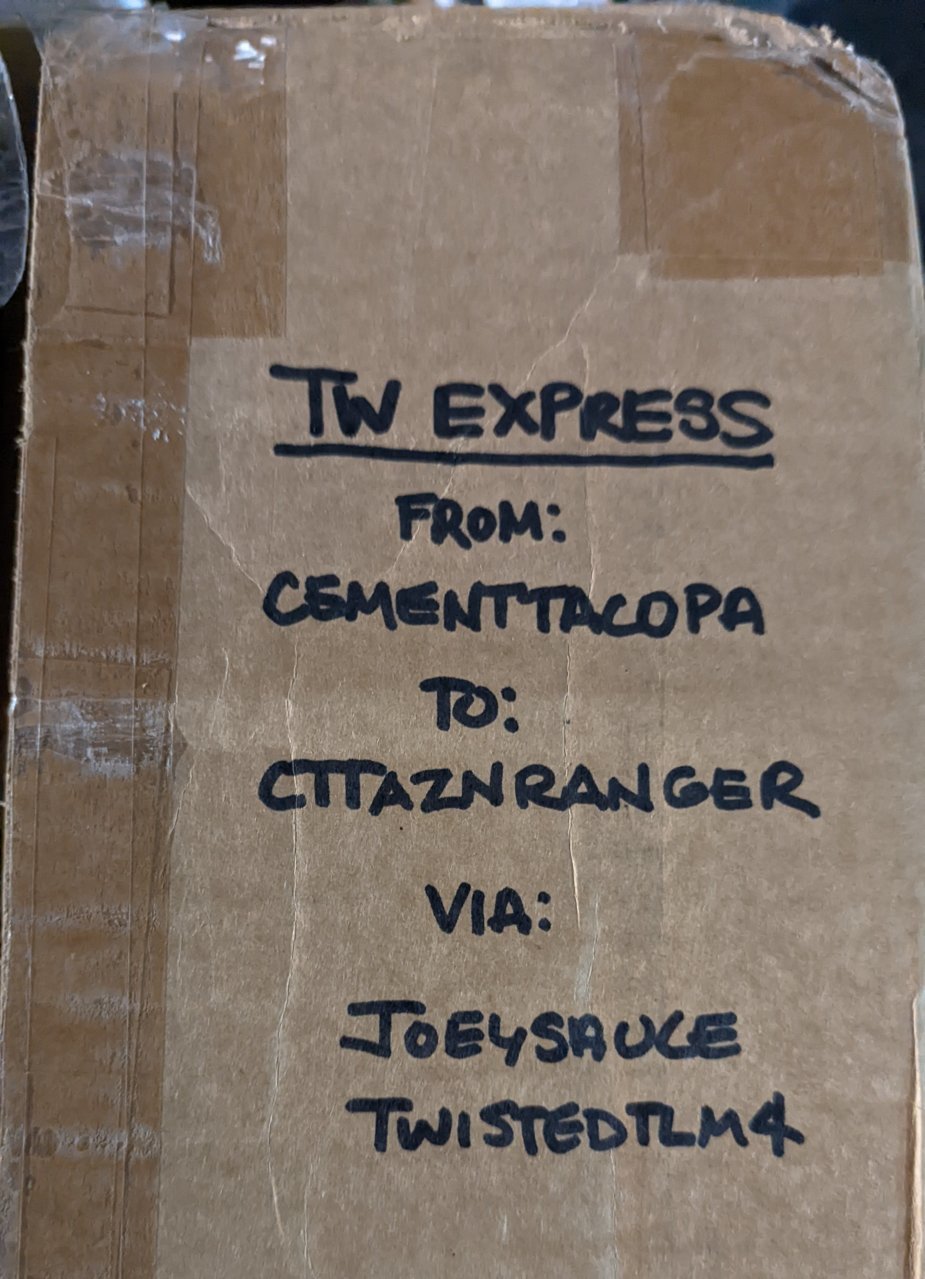 TW EXPRESS
FROM:
CEMENTTACOPA
TO:
CTTAZNRANGER
VIA:
JOEYSAUCE
TWISTEDTLM4